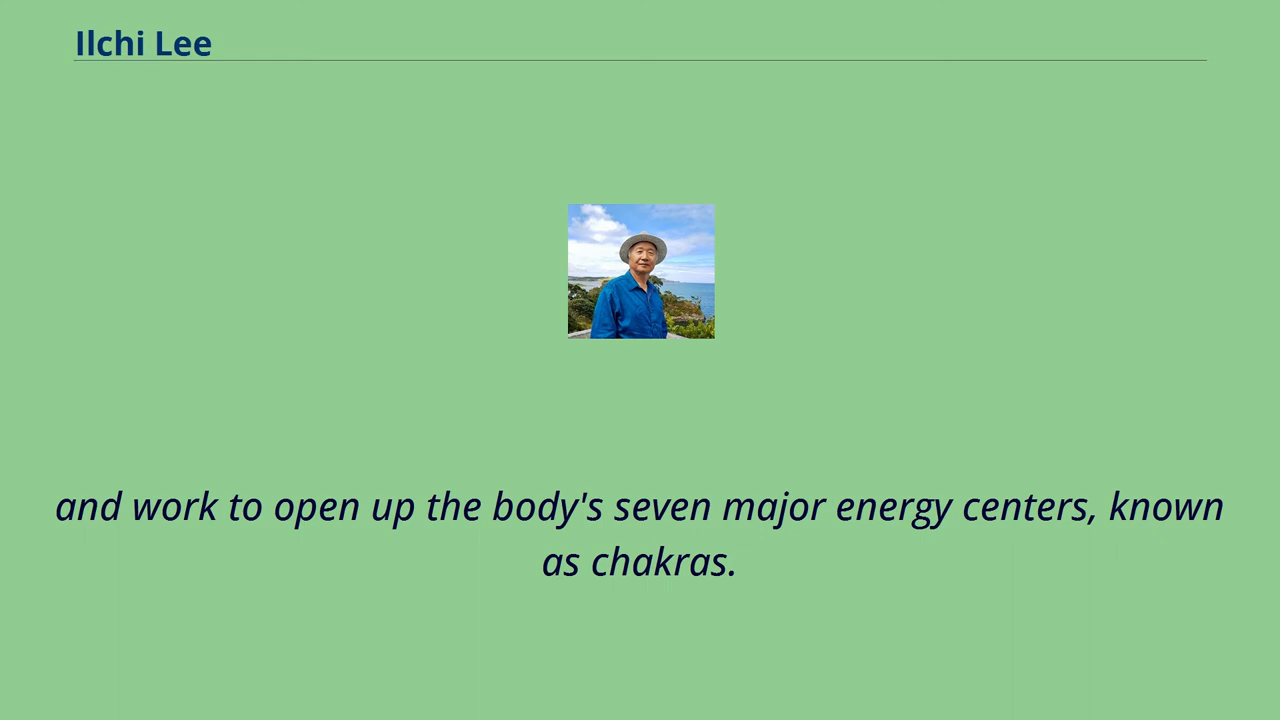 Ilchi Lee
and work to open up the body's seven major energy centers, known
as chakras.